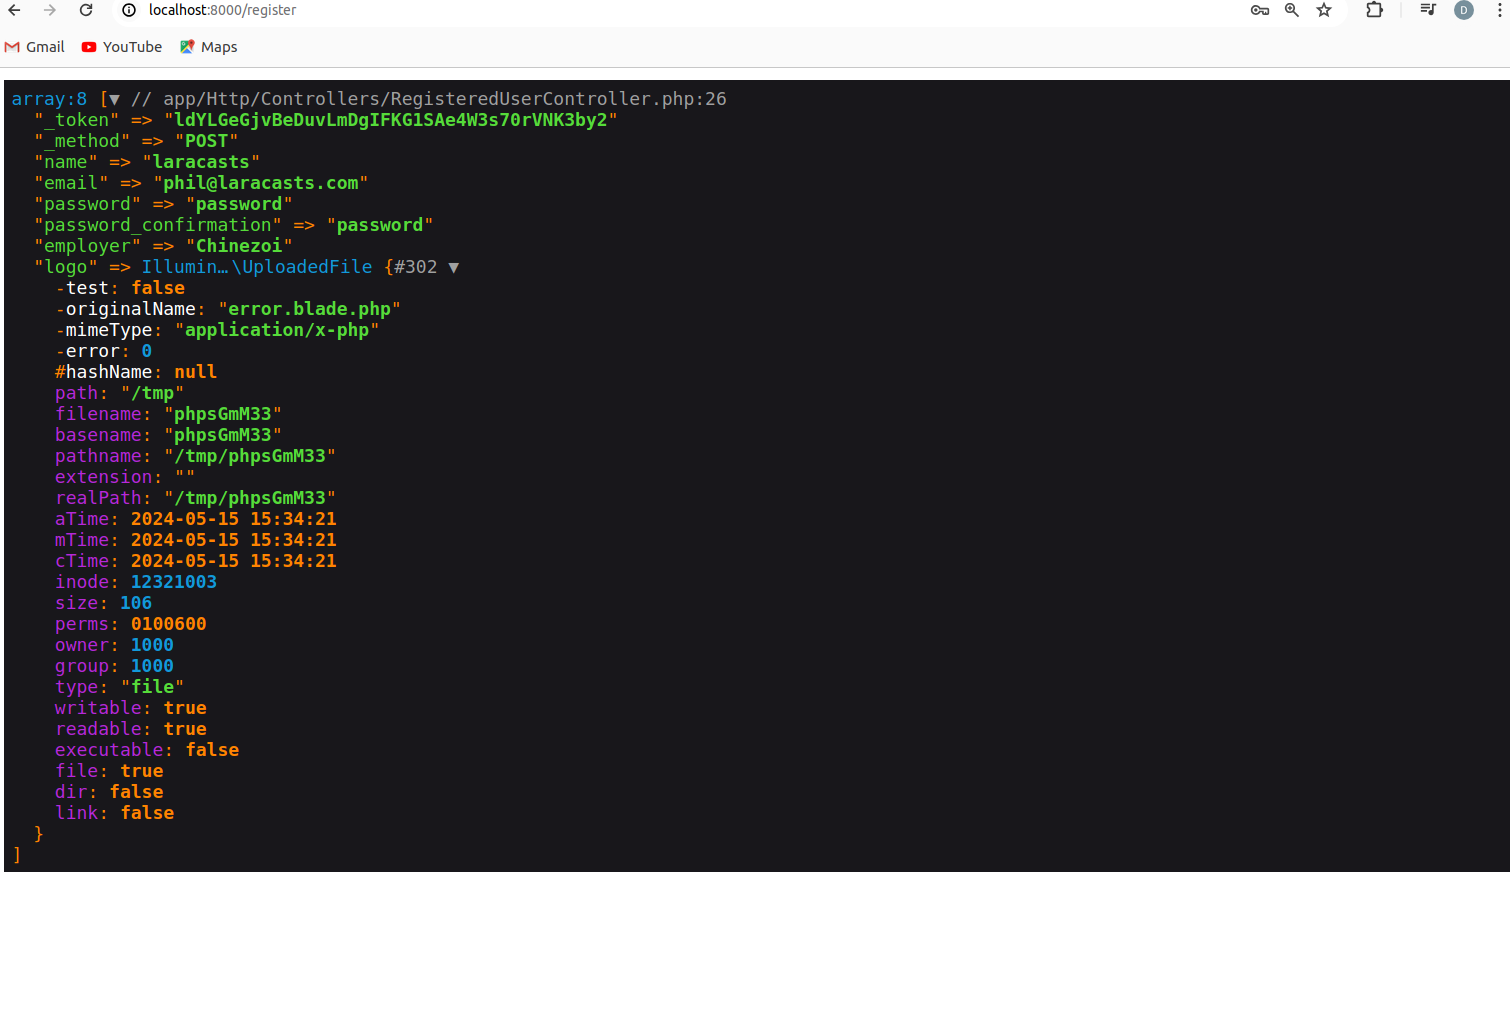 localhost:8000/register
D
Gmail YouTube Maps
array:8 [▼ // app/Http/Controllers/RegisteredUserController.php:26
"_token" => "ldYLGeGjvBeDuvLmDgIFKG1SAe4W3s70rVNK3by2"
"_method" => "POST"
"name" => "laracasts"
"email" => "phil@laracasts.com"
"password" => "password"
"password_confirmation" => "password"
"employer" => "Chinezoi"
"logo" => Illumin…\UploadedFile {#302 ▼
-test: false
-originalName: "error.blade.php"
-mimeType: "application/x-php"
-error: 0
#hashName: null
path: "/tmp"
filename: "phpsGmM33"
basename: "phpsGmM33"
pathname: "/tmp/phpsGmM33"
extension: ""
realPath: "/tmp/phpsGmM33"
aTime: 2024-05-15 15:34:21
mTime: 2024-05-15 15:34:21
cTime: 2024-05-15 15:34:21
inode: 12321003
size: 106
perms: 0100600
owner: 1000
group: 1000
type: "file"
writable: true
readable: true
executable: false
file: true
dir: false
link: false
}
]